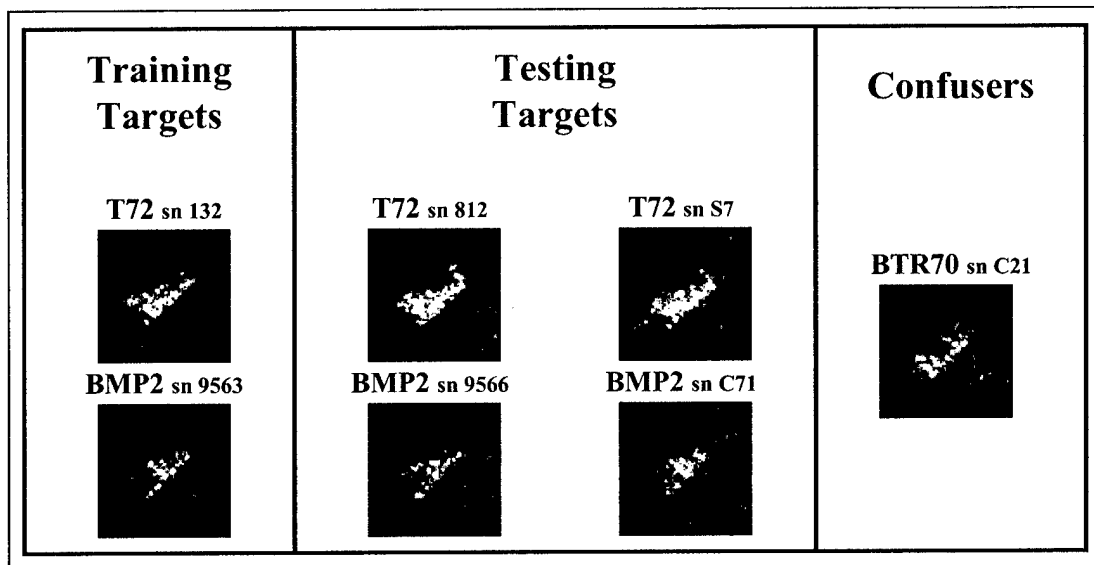 Training
Targets
T72 sn 132
BMP2 sn 9563
Testing
Targets
T72 sn 812
T72 sn S7
BMP2 sn 9566
BMP2 sn C71
Confusers
BTR70 sn C21